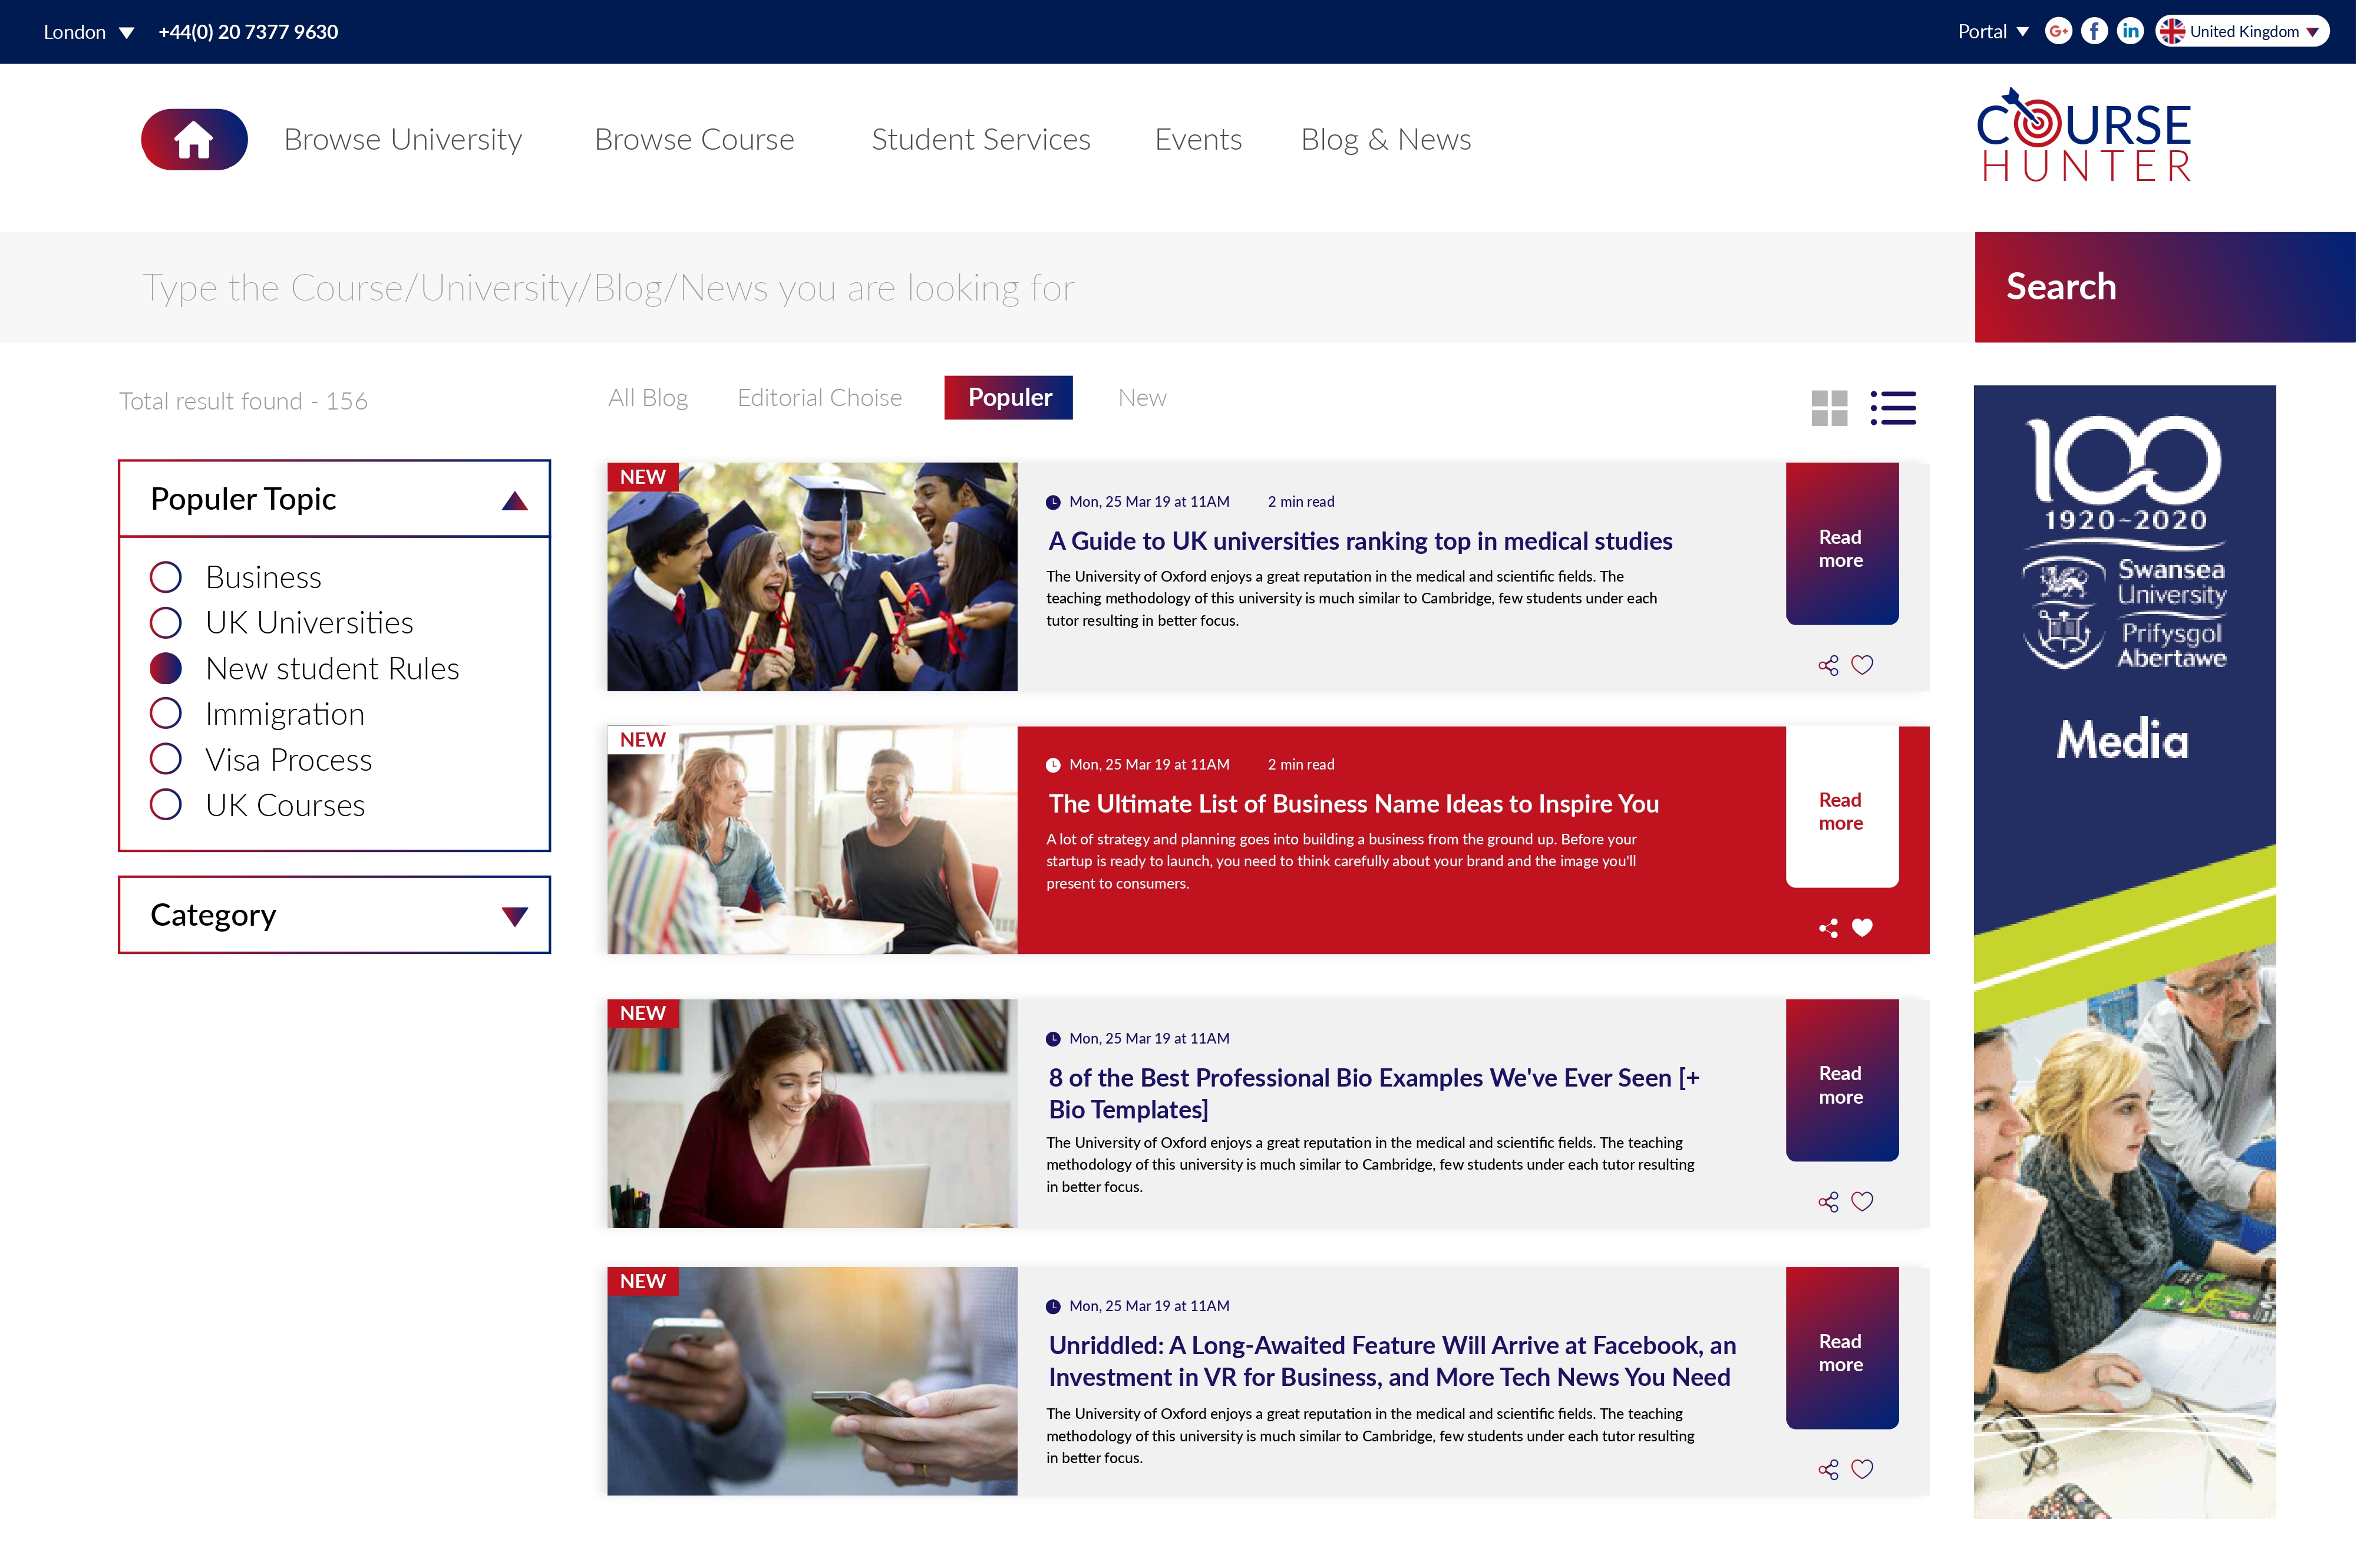 London
+44(0) 20 7377 9630
Portal
G+
f
in
United Kingdom
Browse University
Browse Course
Student Services
Events
Blog & News
COURSE
HUNTER
Type the Course/University/Blog/News you are looking for
Search
Total result found - 156
All Blog
Editorial Choise
Populer
New
Populer Topic
Business
UK Universities
New student Rules
Immigration
Visa Process
UK Courses
Category
NEW
Mon, 25 Mar 19 at 11AM
2 min read
A Guide to UK universities ranking top in medical studies
The University of Oxford enjoys a great reputation in the medical and scientific fields. The
teaching methodology of this university is much similar to Cambridge, few students under each
tutor resulting in better focus.
Read
more
NEW
Mon, 25 Mar 19 at 11AM
2 min read
The Ultimate List of Business Name Ideas to Inspire You
A lot of strategy and planning goes into building a business from the ground up. Before your
startup is ready to launch, you need to think carefully about your brand and the image you'll
present to consumers.
Read
more
NEW
Mon, 25 Mar 19 at 11AM
8 of the Best Professional Bio Examples We've Ever Seen [+
Bio Templates]
The University of Oxford enjoys a great reputation in the medical and scientific fields. The teaching
methodology of this university is much similar to Cambridge, few students under each tutor resulting
in better focus.
Read
more
NEW
Mon, 25 Mar 19 at 11AM
Unriddled: A Long-Awaited Feature Will Arrive at Facebook, an
Investment in VR for Business, and More Tech News You Need
The University of Oxford enjoys a great reputation in the medical and scientific fields. The teaching
methodology of this university is much similar to Cambridge, few students under each tutor resulting
in better focus.
Read
more
100
1920-2020
Swansea
University
Prifysgol
Abertawe
Media